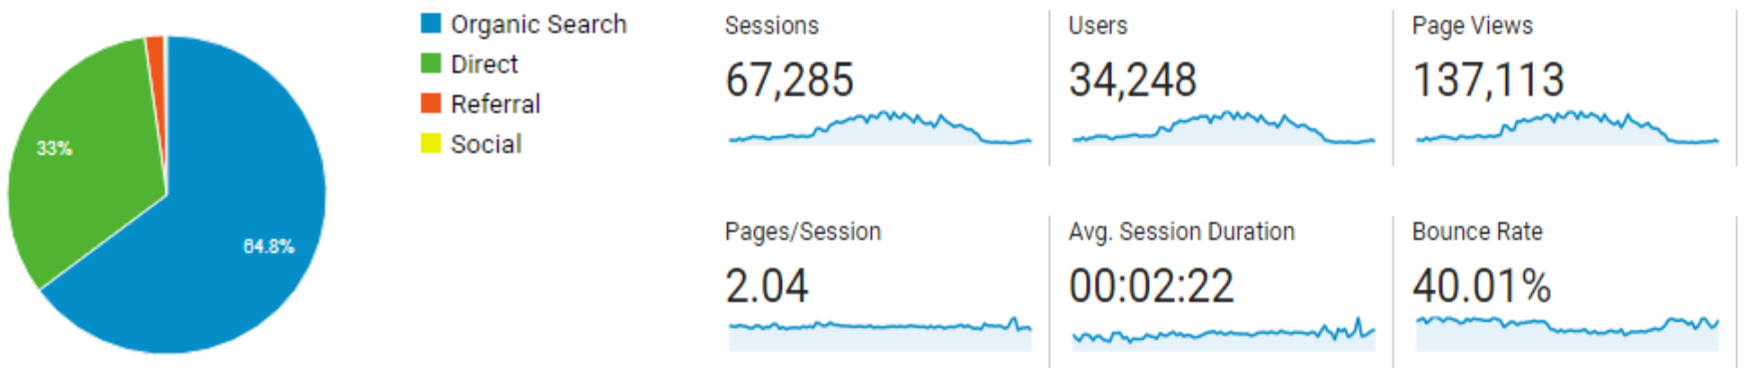 33%
64.8%
Organic Search
Direct
Referral
Social
Sessions
67,285
Users
34,248
Page Views
137,113
Pages/Session
2.04
Avg. Session Duration
00:02:22
Bounce Rate
40.01%